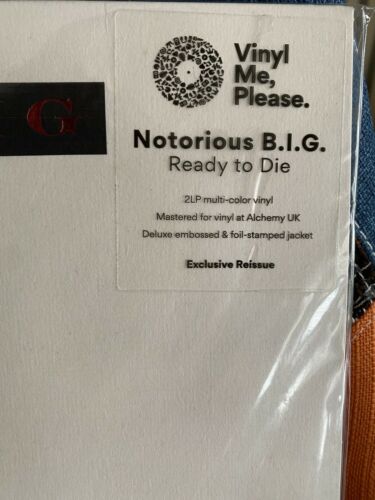 Vinyl
Me,
Please.
G
Notorious B.I.G.
Ready to Die
2LP multi-color vinyl
Mastered for vinyl at Alchemy UK
Deluxe embossed & foil-stamped jacket
Exclusive Reissue